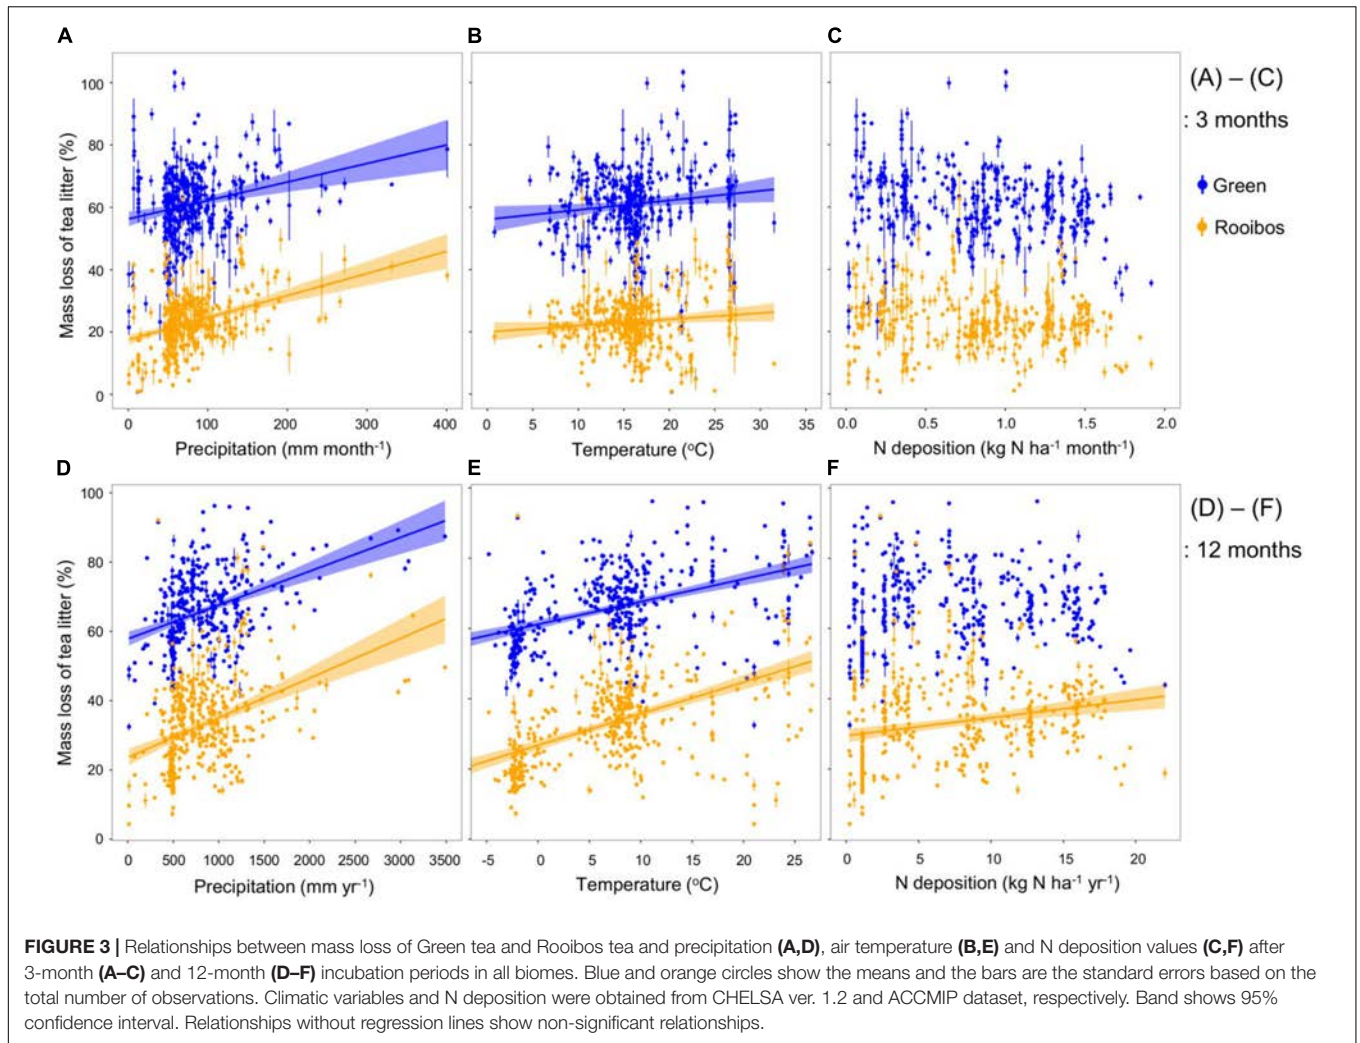 A
B
C
Mass loss of tea litter (%)
100
80
60
40
20
0
0 100 200 300 400
Precipitation (mm month-1)
0 5 10 15 20 25 30 35
Temperature (oC)
0.0 0.5 1.0 1.5 2.0
N deposition (kg N ha-1 month-1)
(A) – (C)
: 3 months
Green
Rooibos
D
E
F
Mass loss of tea litter (%)
100
80
60
40
20
0
0 500 1000 1500 2000 2500 3000 3500
Precipitation (mm yr-1)
-5 0 5 10 15 20 25
Temperature (oC)
0 5 10 15 20
N deposition (kg N ha-1 yr-1)
(D) – (F)
: 12 months
FIGURE 3 | Relationships between mass loss of Green tea and Rooibos tea and precipitation (A,D), air temperature (B,E) and N deposition values (C,F) after
3-month (A–C) and 12-month (D–F) incubation periods in all biomes. Blue and orange circles show the means and the bars are the standard errors based on the
total number of observations. Climatic variables and N deposition were obtained from CHELSA ver. 1.2 and ACCMIP dataset, respectively. Band shows 95%
confidence interval. Relationships without regression lines show non-significant relationships.